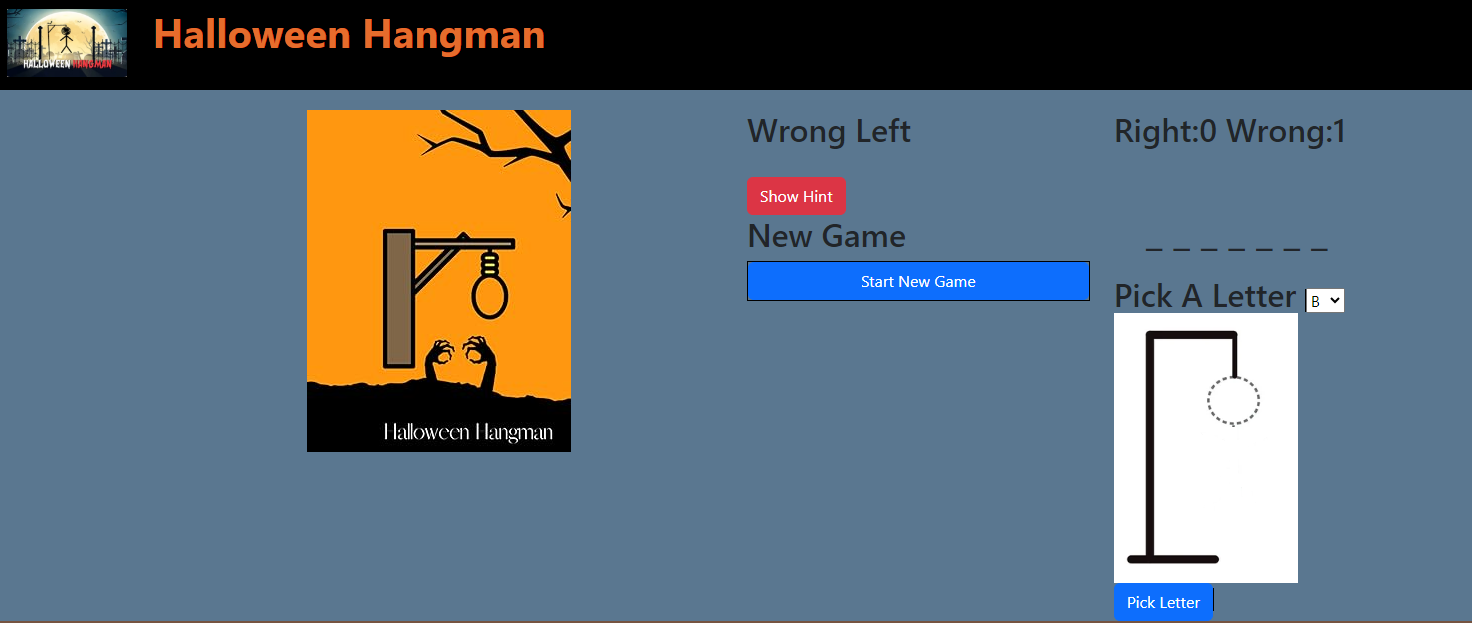 HALLOWEEN HANGMAN
Halloween Hangman
Halloween Hangman
Wrong Left
Show Hint
New Game
Start New Game
Right:0 Wrong:1
_ _ _ _ _ _ _
Pick A Letter B
Pick Letter